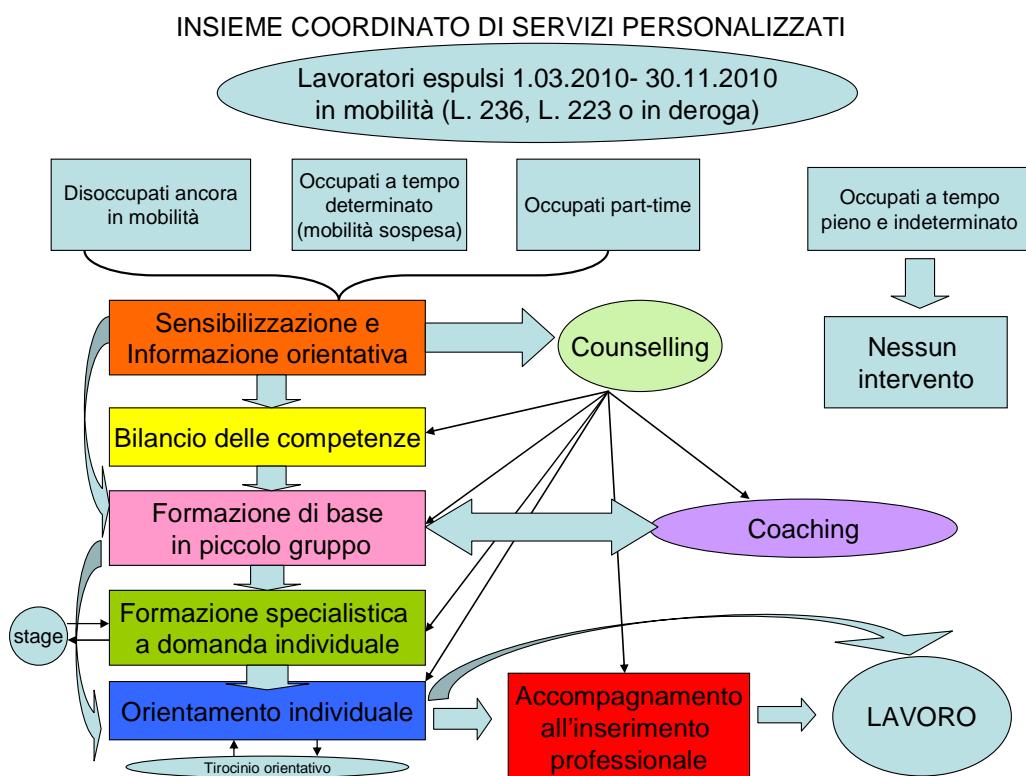 INSIEME COORDINATO DI SERVIZI PERSONALIZZATI
Lavoratori espulsi 1.03.2010- 30.11.2010
in mobilità (L. 236, L. 223 o in deroga)
Disoccupati ancora
in mobilità
Occupati a tempo
determinato
(mobilità sospesa)
Occupati part-time
Occupati a tempo
pieno e indeterminato
Sensibilizzazione e
Informazione orientativa
Counselling
Nessun
intervento
Bilancio delle competenze
Formazione di base
in piccolo gruppo
Coaching
Formazione specialistica
a domanda individuale
stage
Orientamento individuale
Accompagnamento
all'inserimento
professionale
LAVORO
Tirocinio orientativo